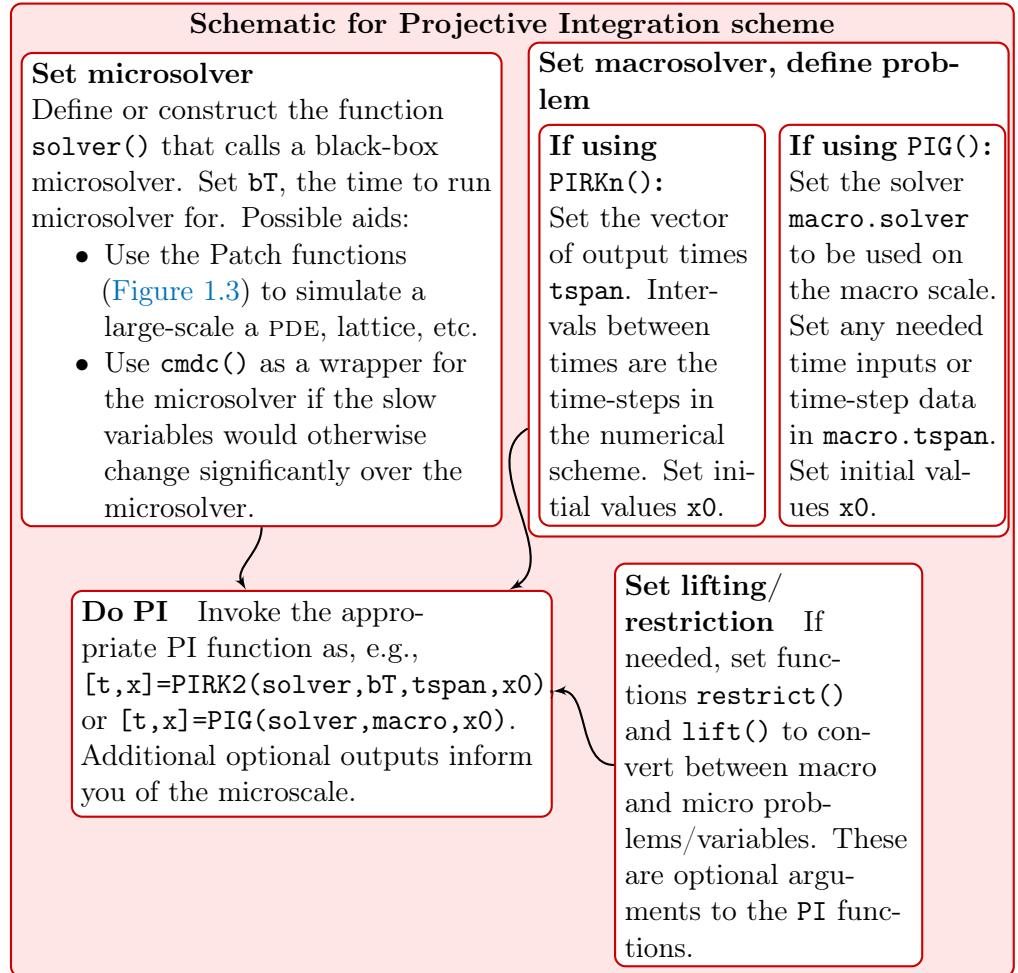 Schematic for Projective Integration scheme
Set microsolver
Define or construct the function
solver() that calls a black-box
microsolver. Set bT, the time to run
microsolver for. Possible aids:
• Use the Patch functions
(Figure 1.3) to simulate a
large-scale a PDE, lattice, etc.
• Use cmdc() as a wrapper for
the microsolver if the slow
variables would otherwise
change significantly over the
microsolver.
Set macrosolver, define prob-
lem
If using
PIRKn():
Set the vector
of output times
tspan. Inter-
vals between
times are the
time-steps in
the numerical
scheme. Set ini-
tial values x0.
If using PIG():
Set the solver
macro.solver
to be used on
the macro scale.
Set any needed
time inputs or
time-step data
in macro.tspan.
Set initial val-
ues x0.
Do PI Invoke the appro-
priate PI function as, e.g.,
[t,x]=PIRK2(solver,bT,tspan,x0)
or [t,x]=PIG(solver,macro,x0).
Additional optional outputs inform
you of the microscale.
Set lifting/
restriction If
needed, set func-
tions restrict()
and lift() to con-
vert between macro
and micro prob-
lems/variables. These
are optional argu-
ments to the PI func-
tions.